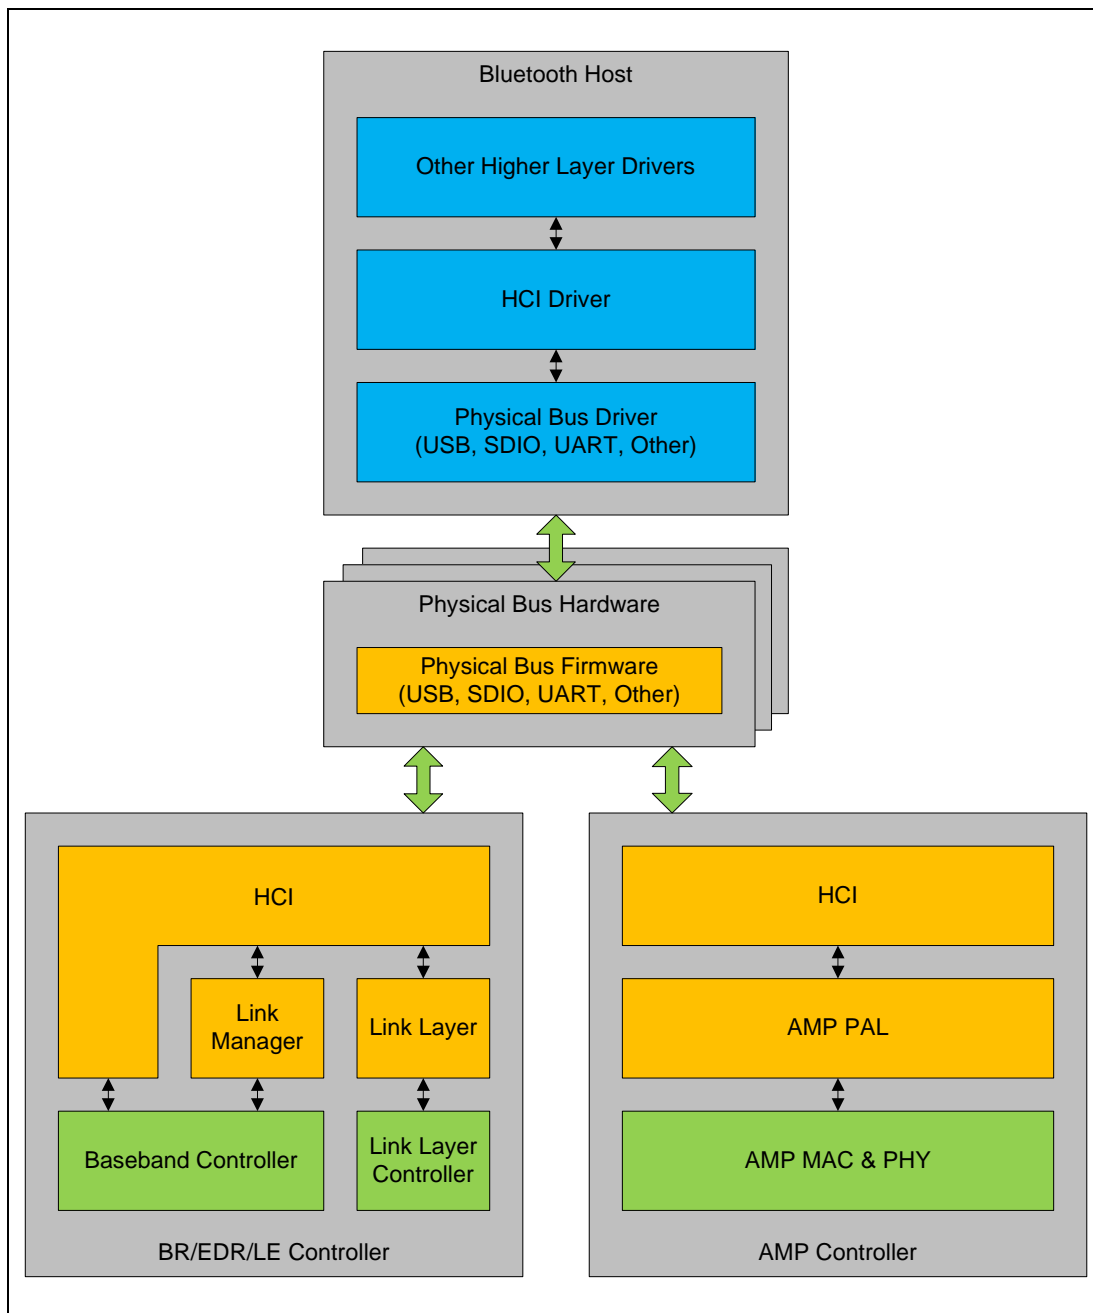 Bluetooth Host
Other Higher Layer Drivers
HCI Driver
Physical Bus Driver
(USB, SDIO, UART, Other)
Physical Bus Hardware
Physical Bus Firmware
(USB, SDIO, UART, Other)
HCI
Link
Manager
Link Layer
Baseband Controller
Link Layer
Controller
BR/EDR/LE Controller
HCI
AMP PAL
AMP MAC & PHY
AMP Controller